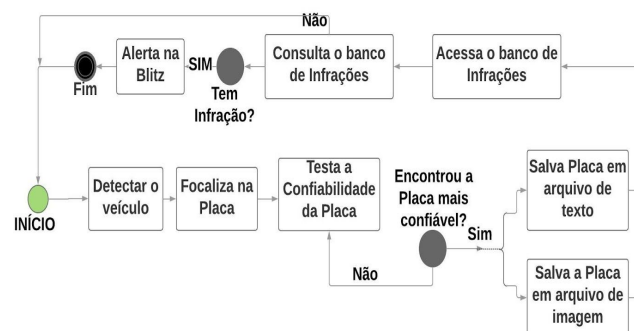 Não
Alerta na
Blitz
SIM
Consulta o banco
de Infrações
Acessa o banco de
Infrações
Fim
Tem
Infração?
INÍCIO
Detectar o
veículo
Focaliza na
Placa
Testa a
Confiabilidade
da Placa
Encontrou a
Placa mais
confiável?
Sim
Não
Salva Placa em
arquivo de
texto
Salva a Placa
em arquivo de
imagem